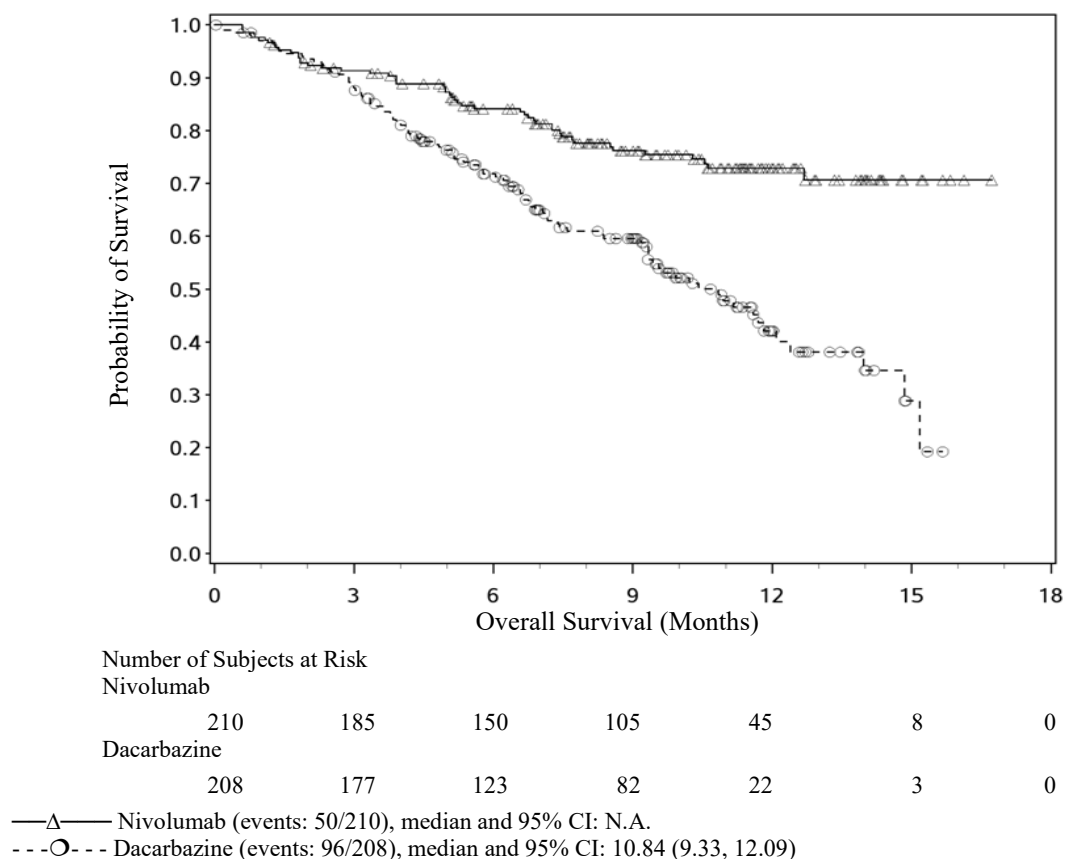 1.0
0.9
0.8
0.7
0.6
0.5
0.4
0.3
0.2
0.1
0.0
Probability of Survival
0 3 6 9 12 15 18
Overall Survival (Months)
Number of Subjects at Risk
Nivolumab
210 185 150 105 45 8 0
Dacarbazine
208 177 123 82 22 3 0
Nivolumab (events: 50/210), median and 95% CI: N.A.
Dacarbazine (events: 96/208), median and 95% CI: 10.84 (9.33, 12.09)